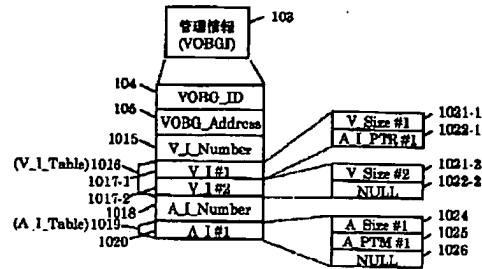 管理情報
(VOBGI)
103
104
VOBG_ID
105
VOBG_Address
1015
V_I_Number
(V_I_Table) 1016
1017-1
V_I #1
1017-2
V_I #2
1018
A_I_Number
(A_I_Table) 1019
1020
A_I #1
V_Size #1
1021-1
A_I_PTR #1
1022-1
V_Size #2
1021-2
NULL
1022-2
A_Size #1
1024
A_PTM #1
1025
NULL
1026